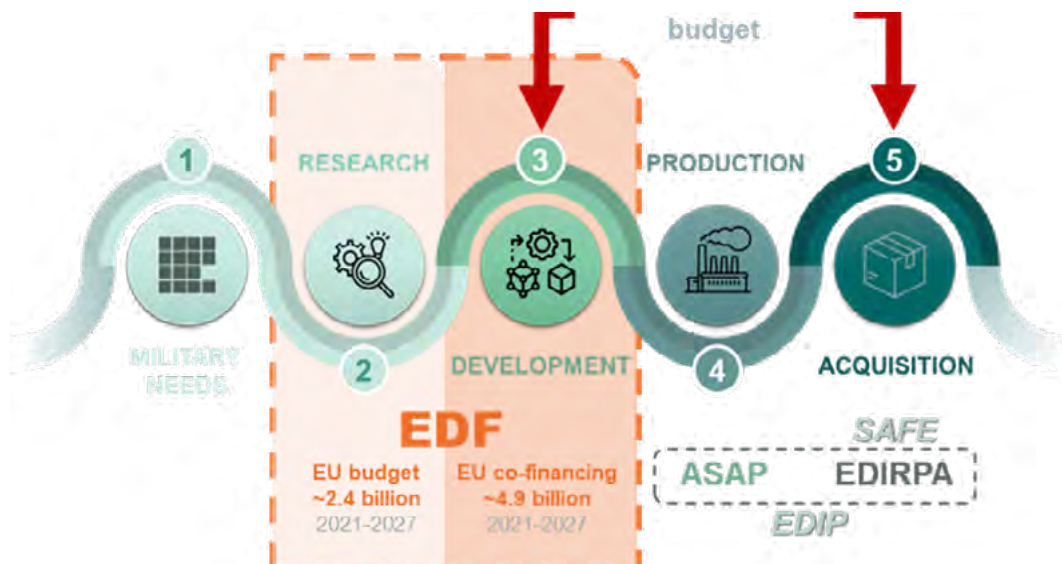 budget
1
RESEARCH
3
PRODUCTION
5
MILITARY
NEEDS
2
DEVELOPMENT
4
ACQUISITION
EDF
EU budget
~2.4 billion
2021-2027
EU co-financing
~4.9 billion
2021-2027
SAFE
ASAP
EDIRPA
EDIP